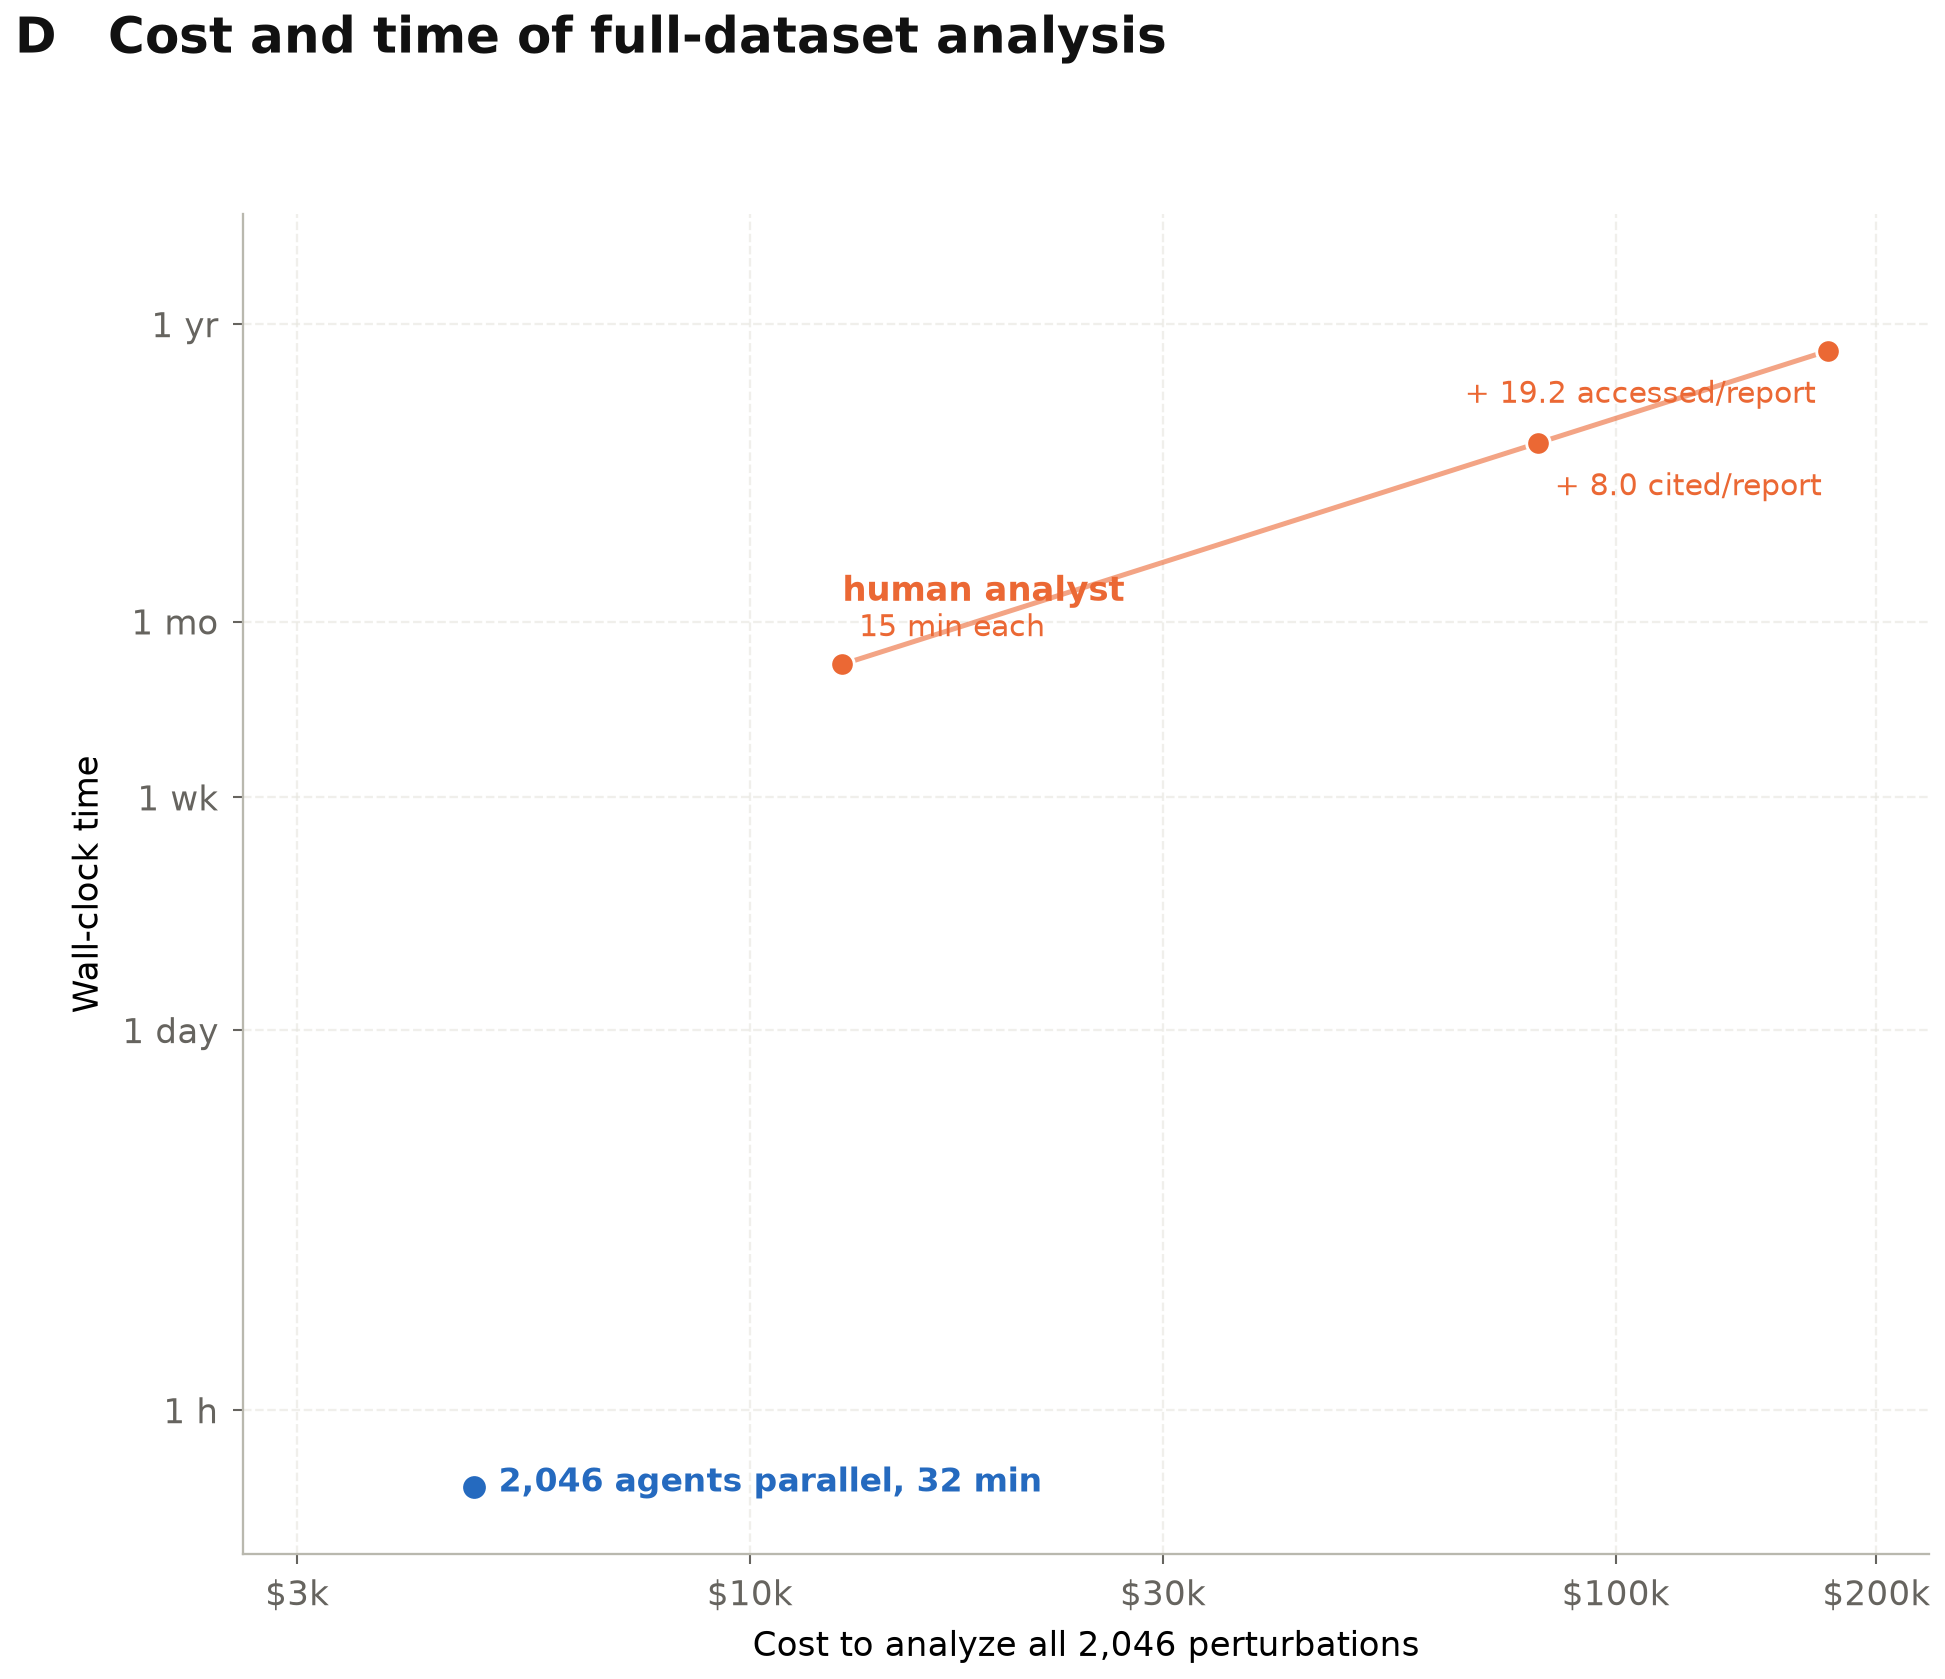 D Cost and time of full-dataset analysis
1 yr
+ 19.2 accessed/report
+ 8.0 cited/report
human analyst
15 min each
1 mo
1 wk
Wall-clock time
1 day
1 h
2,046 agents parallel, 32 min
$3k $10k $30k $100k $200k
Cost to analyze all 2,046 perturbations